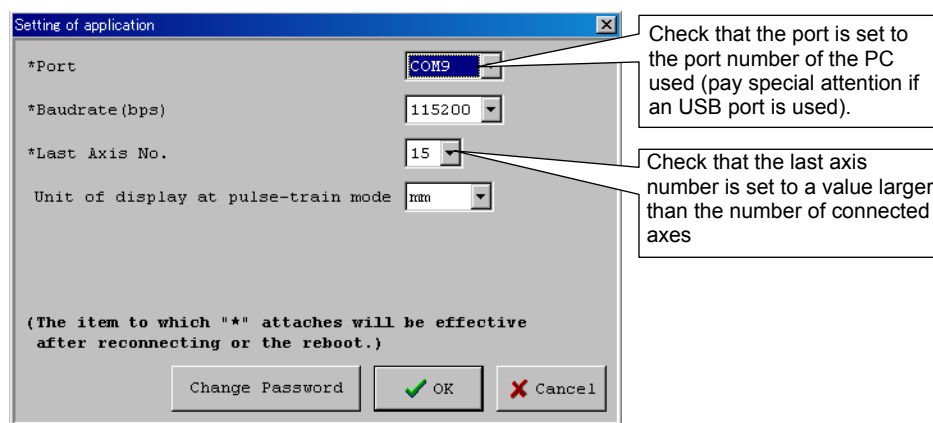 Setting of application
*Port
COM9
*Baudrate(bps)
115200
*Last Axis No.
15
Unit of display at pulse-train mode
mm
(The item to which "*" attaches will be effective
after reconnecting or the reboot.)
Change Password
OK
Cancel
Check that the port is set to
the port number of the PC
used (pay special attention if
an USB port is used).
Check that the last axis
number is set to a value larger
than the number of connected
axes